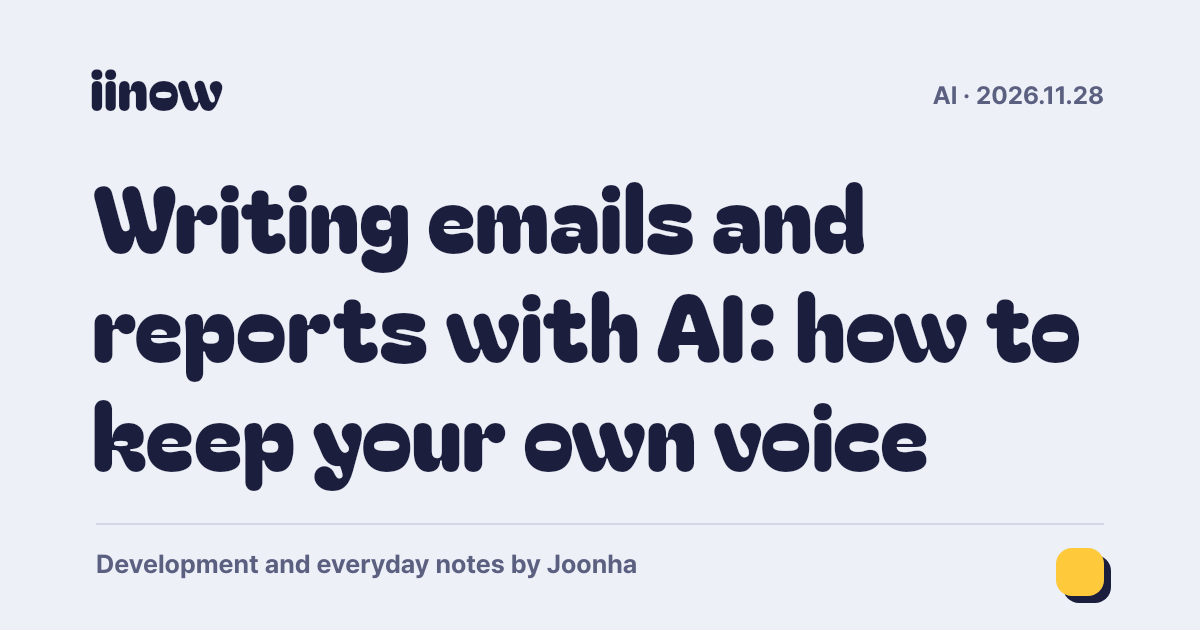 iinow
AI · 2026.11.28
Writing emails and
reports with AI: how to
keep your own voice
Development and everyday notes by Joonha